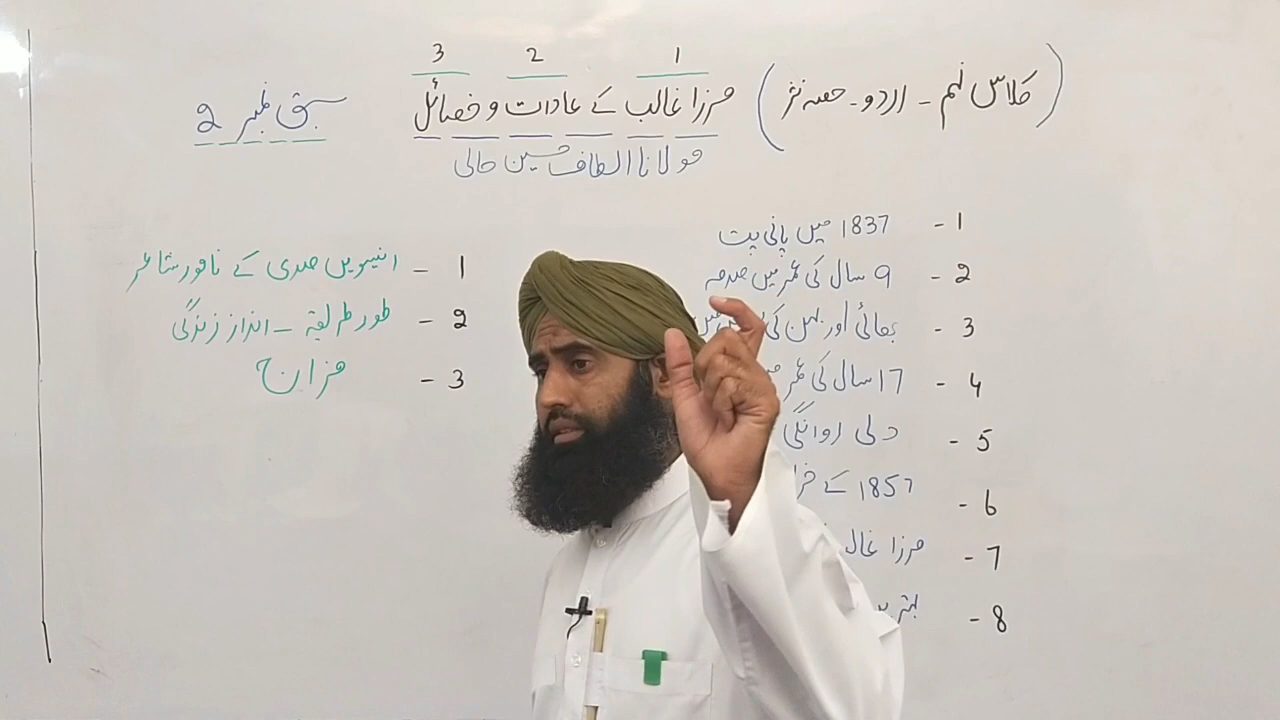 3 2 1
(کلاس نہم - اردو - حصہ نثر) مرزا غالب کے عادات و خصائل سبق نمبر 2
مولانا الطاف حسین حالی
1 - 1837 میں پانی پت
2 - 9 سال کی عمر میں صدمہ
3 - بھائی اور بہن کی
4 - 17 سال کی عمر
5 - دلی روانگی
6 - 1857 کے
7 - مرزا
8 -
1 - انیسویں صدی کے نامور شاعر
2 - طور طریقہ - انداز زندگی
3 - مزاج